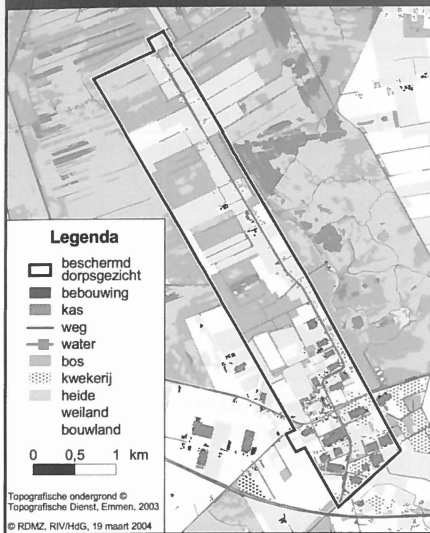 Legenda
beschermd
dorpsgezicht
bebouwing
kas
weg
water
bos
kwekerij
heide
weiland
bouwland
0 0,5 1 km
Topografische ondergrond ©
Topografische Dienst, Emmen, 2003
© RDMZ, RIV/HdG, 19 maart 2004